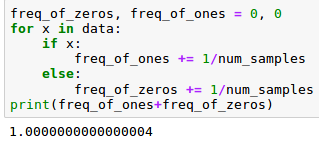 freq_of_zeros, freq_of_ones = 0, 0
for x in data:
    if x:
        freq_of_ones += 1/num_samples
    else:
        freq_of_zeros += 1/num_samples
print(freq_of_ones+freq_of_zeros)
1.0000000000000004